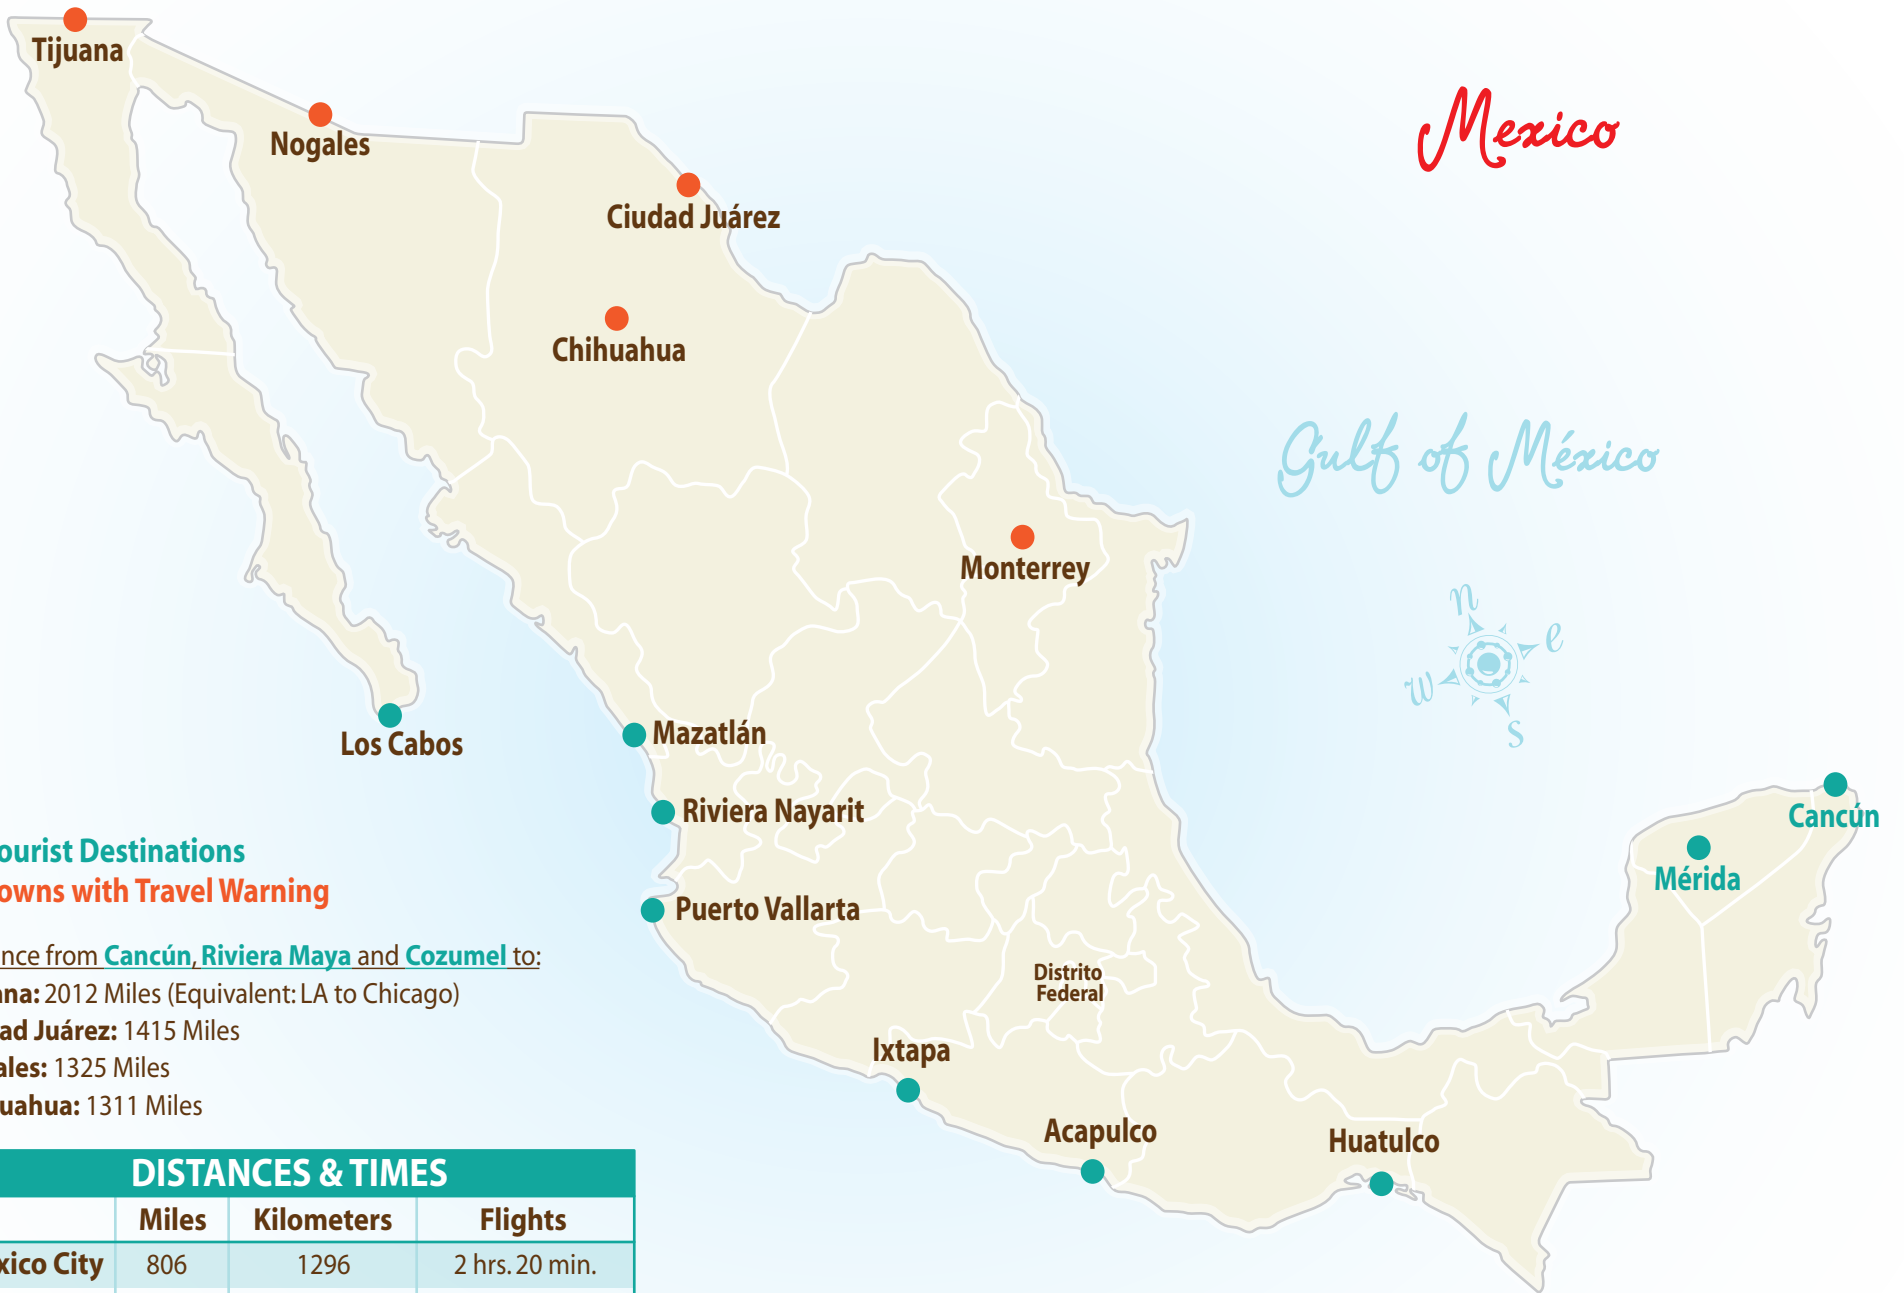 Tijuana
Mexico
Nogales
Ciudad Juárez
Chihuahua
Gulf of México
Monterrey
n
e
w
s
Los Cabos
Mazatlán
Riviera Nayarit
Cancún
Mérida
ourist Destinations
owns with Travel Warning
Puerto Vallarta
nce from Cancún, Riviera Maya and Cozumel to:
ana: 2012 Miles (Equivalent: LA to Chicago)
ad Juárez: 1415 Miles
ales: 1325 Miles
uahua: 1311 Miles
Distrito
Federal
Ixtapa
Acapulco
Huatulco
DISTANCES & TIMES
Miles Kilometers Flights
xico City 806 1296 2 hrs. 20 min.